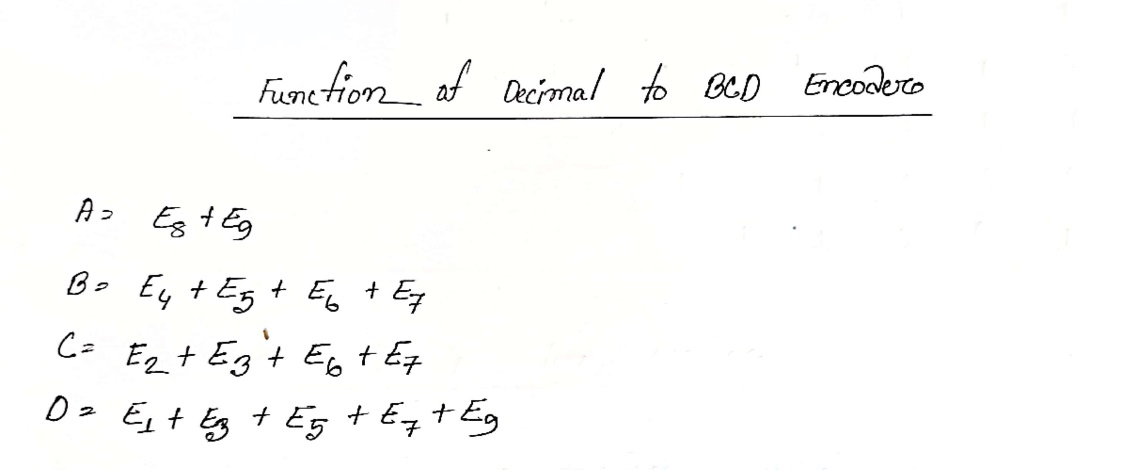 Function of Decimal to BCD Encoder
A = E8 + E9
B = E4 + E5 + E6 + E7
C = E2 + E3 + E6 + E7
D = E1 + E3 + E5 + E7 + E9